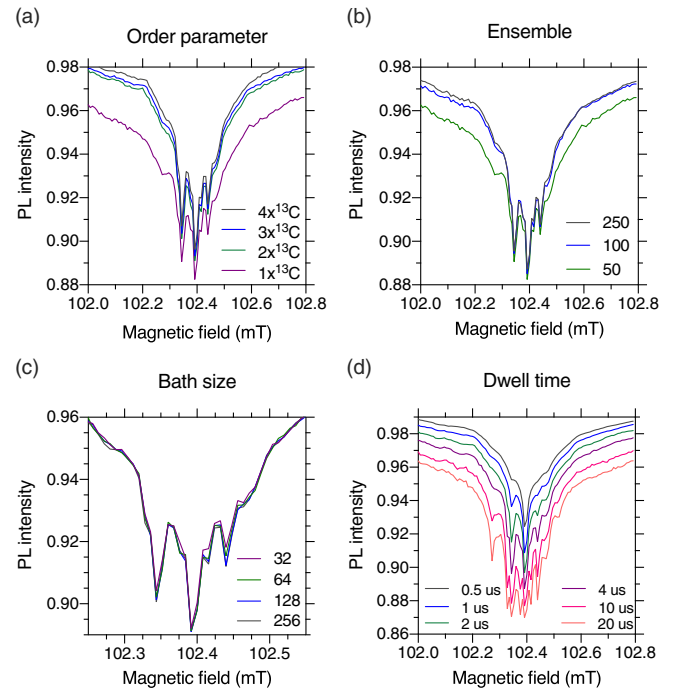 (a)
Order parameter
PL intensity
0.98
0.96
0.94
0.92
0.90
0.88
4x¹³C
3x¹³C
2x¹³C
1x¹³C
102.0 102.2 102.4 102.6 102.8
Magnetic field (mT)
(b)
Ensemble
PL intensity
0.98
0.96
0.94
0.92
0.90
0.88
250
100
50
102.0 102.2 102.4 102.6 102.8
Magnetic field (mT)
(c)
Bath size
PL intensity
0.96
0.94
0.92
0.90
32
64
128
256
102.3 102.4 102.5
Magnetic field (mT)
(d)
Dwell time
PL intensity
0.98
0.96
0.94
0.92
0.90
0.88
0.86
0.5 us 4 us
1 us 10 us
2 us 20 us
102.0 102.2 102.4 102.6 102.8
Magnetic field (mT)